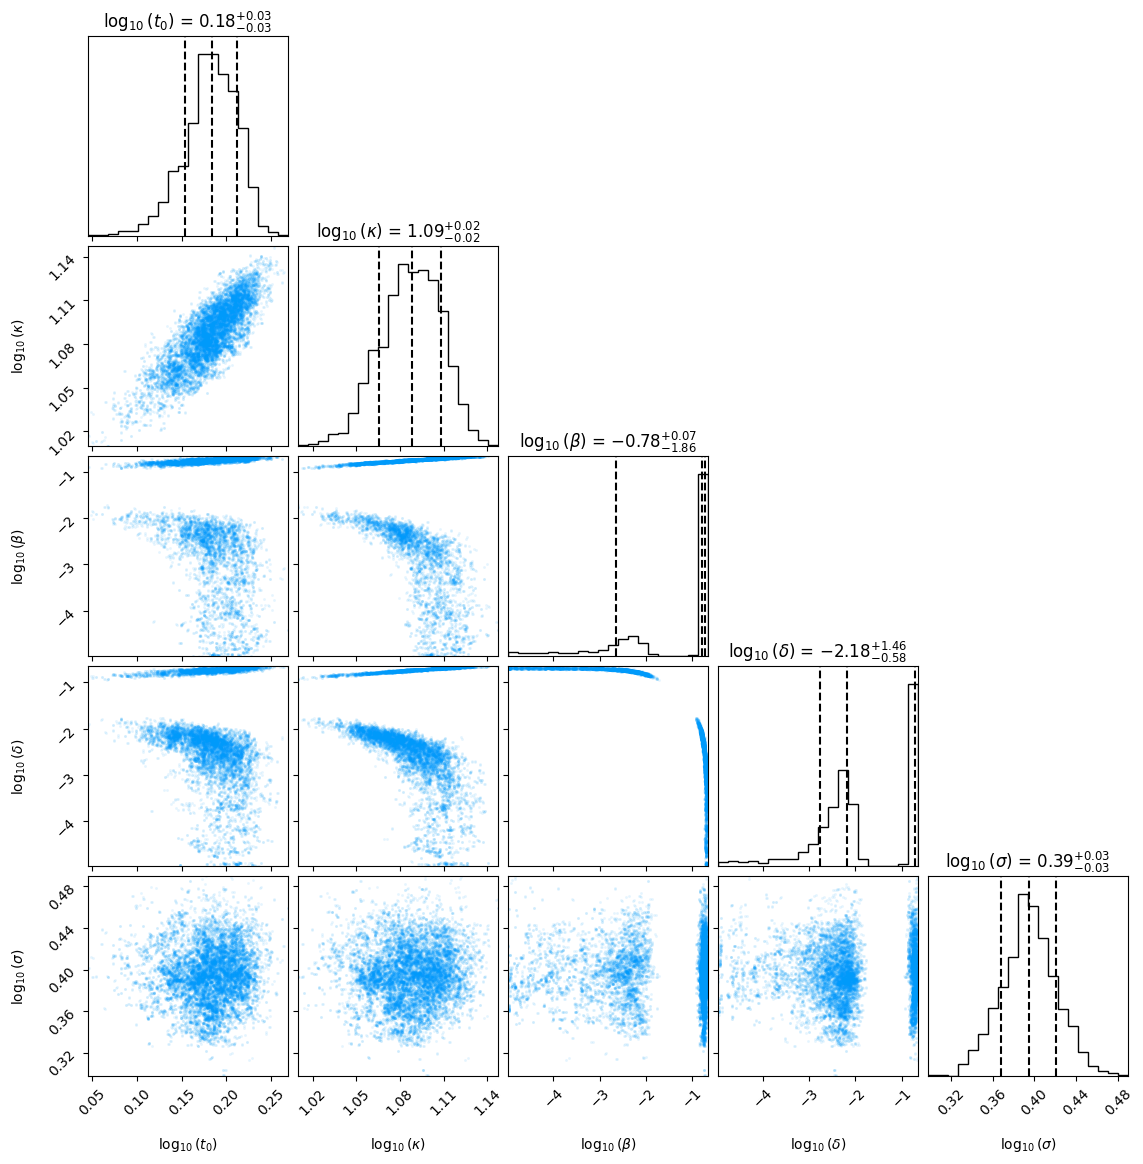 log₁₀ (t₀) = 0.18⁺⁰·⁰³₋₀.₀₃
log₁₀ (κ) = 1.09⁺⁰·⁰²₋₀.₀₂
1.14
1.11
1.08
1.05
1.02
log₁₀ (κ)
log₁₀ (β) = −0.78⁺⁰·⁰⁷₋₁.₈₆
−1
−2
−3
−4
log₁₀ (β)
log₁₀ (δ) = −2.18⁺¹·⁴⁶₋₀.₅₈
−1
−2
−3
−4
log₁₀ (δ)
log₁₀ (σ) = 0.39⁺⁰·⁰³₋₀.₀₃
0.48
0.44
0.40
0.36
0.32
log₁₀ (σ)
0.05 0.10 0.15 0.20 0.25 1.02 1.05 1.08 1.11 1.14 −4 −3 −2 −1 −4 −3 −2 −1 0.32 0.36 0.40 0.44 0.48
log₁₀ (t₀) log₁₀ (κ) log₁₀ (β) log₁₀ (δ) log₁₀ (σ)